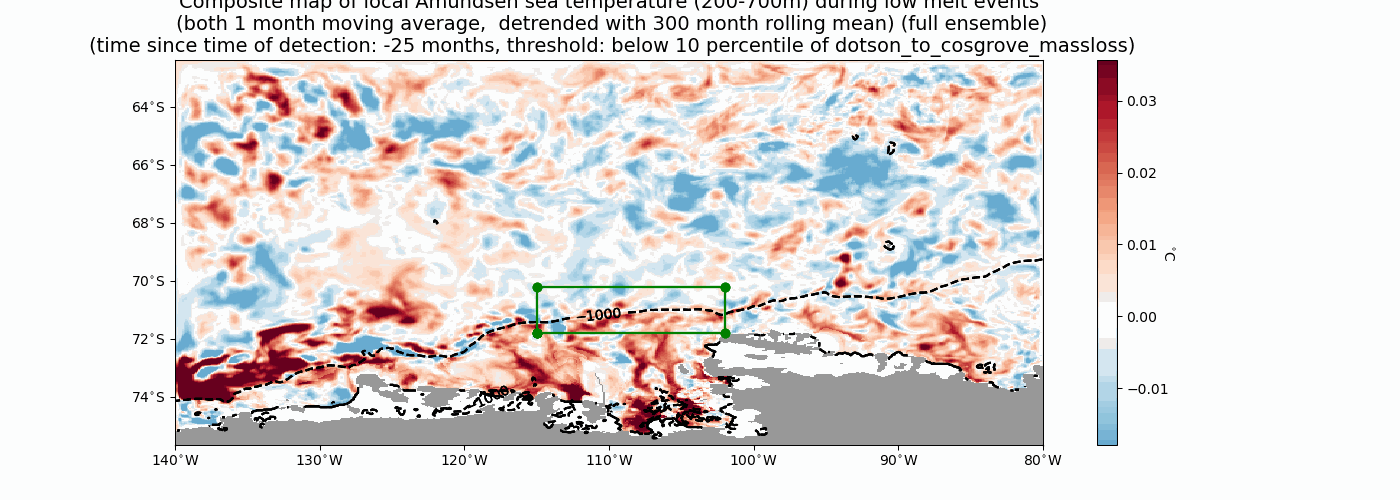 Composite map of local Amundsen sea temperature (200-700m) during low melt events
(both 1 month moving average,  detrended with 300 month rolling mean) (full ensemble)
(time since time of detection: -25 months, threshold: below 10 percentile of dotson_to_cosgrove_massloss)
64°S
66°S
68°S
70°S
72°S
74°S
140°W
130°W
120°W
110°W
100°W
90°W
80°W
1000
1000
0.03
0.02
0.01
0.00
−0.01
°C